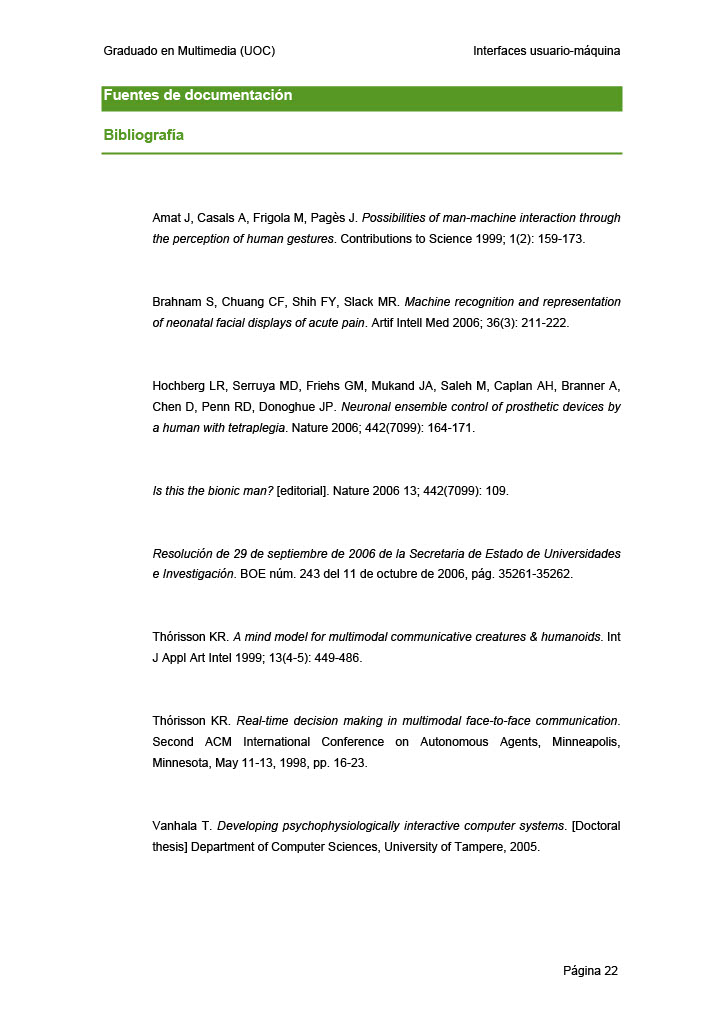 Graduado en Multimedia (UOC) Interfaces usuario-máquina
Fuentes de documentación
Bibliografía
Amat J, Casals A, Frigola M, Pagès J. Possibilities of man-machine interaction through
the perception of human gestures. Contributions to Science 1999; 1(2): 159-173.
Brahnam S, Chuang CF, Shih FY, Slack MR. Machine recognition and representation
of neonatal facial displays of acute pain. Artif Intell Med 2006; 36(3): 211-222.
Hochberg LR, Serruya MD, Friehs GM, Mukand JA, Saleh M, Caplan AH, Branner A,
Chen D, Penn RD, Donoghue JP. Neuronal ensemble control of prosthetic devices by
a human with tetraplegia. Nature 2006; 442(7099): 164-171.
Is this the bionic man? [editorial]. Nature 2006 13; 442(7099): 109.
Resolución de 29 de septiembre de 2006 de la Secretaria de Estado de Universidades
e Investigación. BOE núm. 243 del 11 de octubre de 2006, pág. 35261-35262.
Thórisson KR. A mind model for multimodal communicative creatures & humanoids. Int
J Appl Art Intel 1999; 13(4-5): 449-486.
Thórisson KR. Real-time decision making in multimodal face-to-face communication.
Second ACM International Conference on Autonomous Agents, Minneapolis,
Minnesota, May 11-13, 1998, pp. 16-23.
Vanhala T. Developing psychophysiologically interactive computer systems. [Doctoral
thesis] Department of Computer Sciences, University of Tampere, 2005.
Página 22